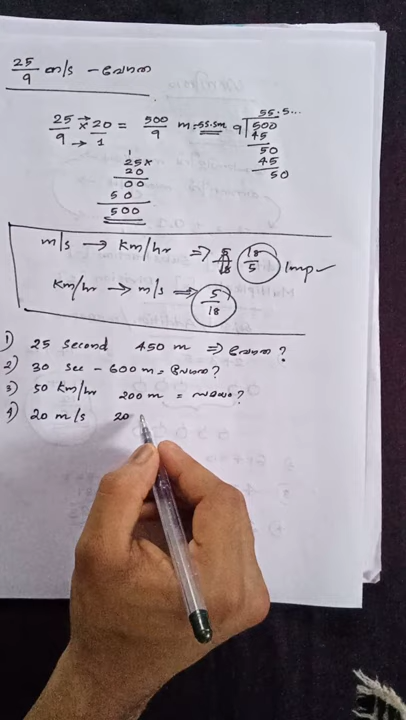 25/9 m/s - വേഗത
25/9 × 20/1 = 500/9 m = 55.5m
55.5...
9 500
45
50
45
50
25×
20
00
50
500
m/s → Km/hr ⇒ 18/5 Imp
Km/hr → m/s ⇒ 5/18
1) 25 Second 450 m ⇒ വേഗത ?
2) 30 Sec - 600 m = വേഗത ?
3) 50 Km/hr 200 m = സമയം ?
4) 20 m/s 20